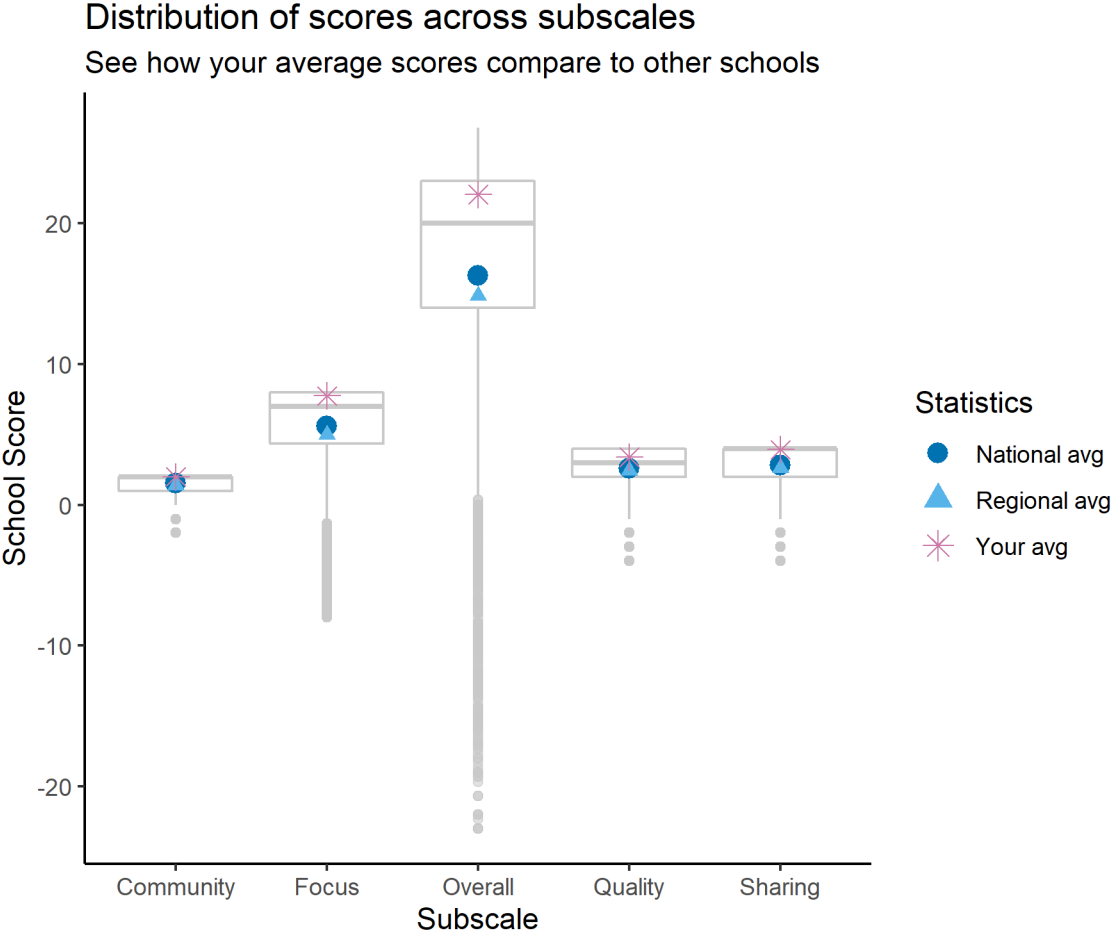 Distribution of scores across subscales
See how your average scores compare to other schools
School Score
20
10
0
-10
-20
Community Focus Overall Quality Sharing
Subscale
Statistics
National avg
Regional avg
Your avg